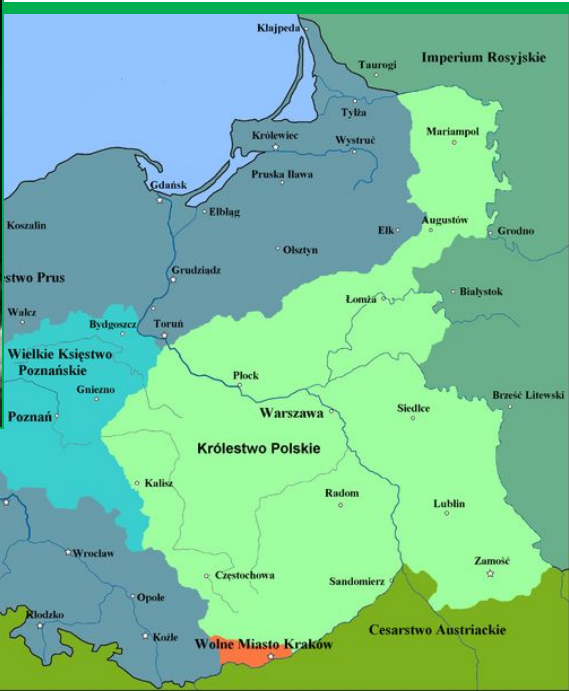 Kłajpeda
Imperium Rosyjskie
Taurogi
Tylża
Mariampol
Królewiec
Wystruć
Pruska Iława
Gdańsk
Elbląg
Augustów
Koszalin
Ełk
Grodno
Olsztyn
stwo Prus
Grudziądz
Białystok
Łomża
Wałcz
Bydgoszcz
Toruń
Wielkie Księstwo
Poznańskie
Płock
Gniezno
Brześć Litewski
Poznań
Warszawa
Siedlce
Królestwo Polskie
Kalisz
Radom
Lublin
Wrocław
Zamość
Częstochowa
Sandomierz
Opole
Kłodzko
Koźle
Wolne Miasto Kraków
Cesarstwo Austriackie